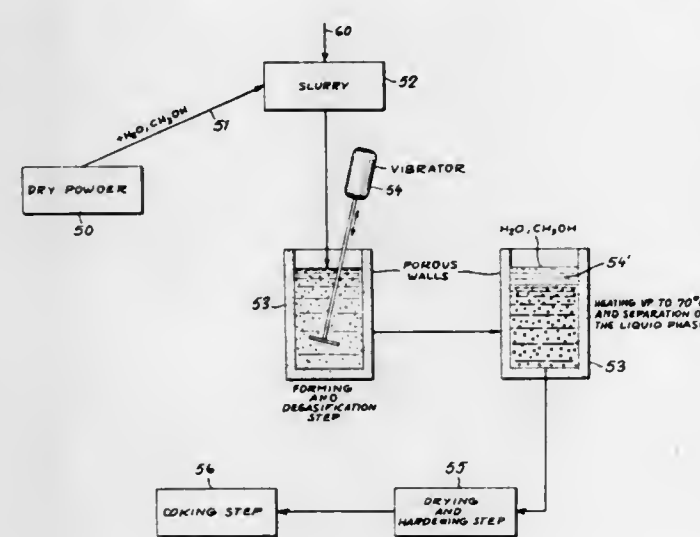 60
SLURRY
52
+H₂O, CH₃OH
51
DRY POWDER
50
VIBRATOR
54
H₂O, CH₃OH
54'
POROUS
WALLS
53
HEATING UP TO 70°
AND SEPARATION O
THE LIQUID PHASE
53
FORMING
AND
DEGASIFICATION
STEP
56
COKING STEP
55
DRYING
AND
HARDENING STEP